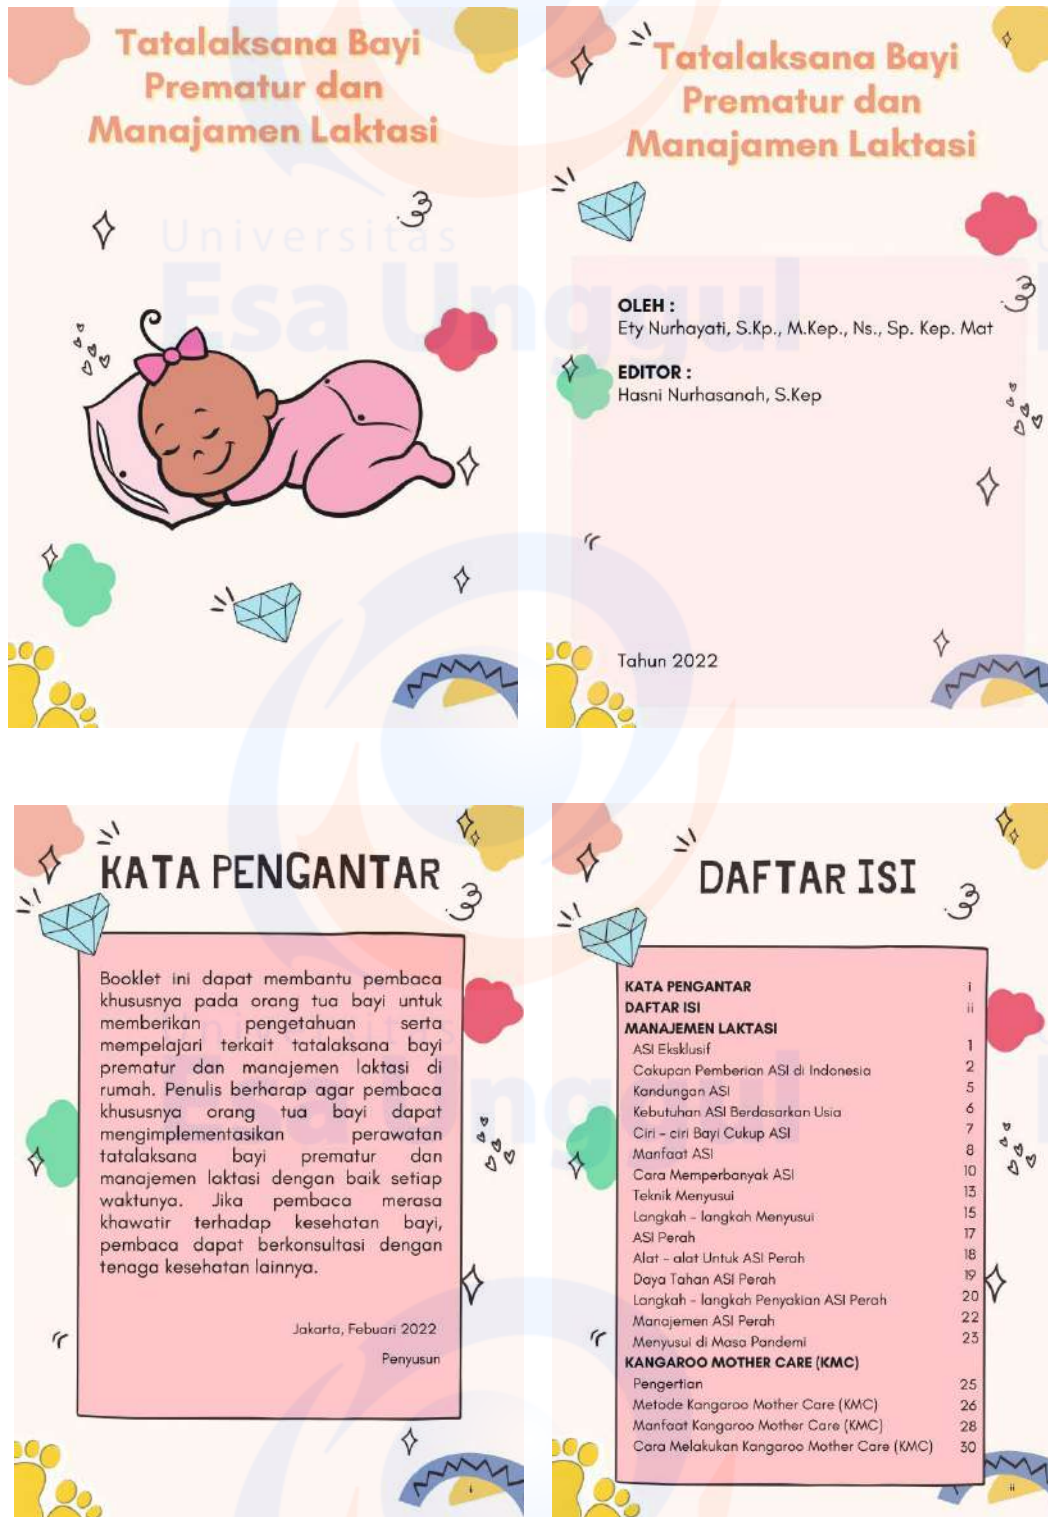 Tatalaksana Bayi
Prematur dan
Manajamen Laktasi
Tatalaksana Bayi
Prematur dan
Manajamen Laktasi
OLEH :
Ety Nurhayati, S.Kp., M.Kep., Ns., Sp. Kep. Mat
EDITOR :
Hasni Nurhasanah, S.Kep
Tahun 2022
Universitas
Esa Unggul
KATA PENGANTAR
Booklet ini dapat membantu pembaca
khususnya pada orang tua bayi untuk
memberikan pengetahuan serta
mempelajari terkait tatalaksana bayi
prematur dan manajemen laktasi di
rumah. Penulis berharap agar pembaca
khususnya orang tua bayi dapat
mengimplementasikan perawatan
tatalaksana bayi prematur dan
manajemen laktasi dengan baik setiap
waktunya. Jika pembaca merasa
khawatir terhadap kesehatan bayi,
pembaca dapat berkonsultasi dengan
tenaga kesehatan lainnya.
Jakarta, Febuari 2022
Penyusun
i
DAFTAR ISI
KATA PENGANTAR i
DAFTAR ISI ii
MANAJEMEN LAKTASI
ASI Eksklusif 1
Cakupan Pemberian ASI di Indonesia 2
Kandungan ASI 5
Kebutuhan ASI Berdasarkan Usia 6
Ciri - ciri Bayi Cukup ASI 7
Manfaat ASI 8
Cara Memperbanyak ASI 10
Teknik Menyusui 13
Langkah - langkah Menyusui 15
ASI Perah 17
Alat - alat Untuk ASI Perah 18
Daya Tahan ASI Perah 19
Langkah - langkah Penyakian ASI Perah 20
Manajemen ASI Perah 22
Menyusui di Masa Pandemi 23
KANGAROO MOTHER CARE (KMC)
Pengertian 25
Metode Kangaroo Mother Care (KMC) 26
Manfaat Kangaroo Mother Care (KMC) 28
Cara Melakukan Kangaroo Mother Care (KMC) 30
ii